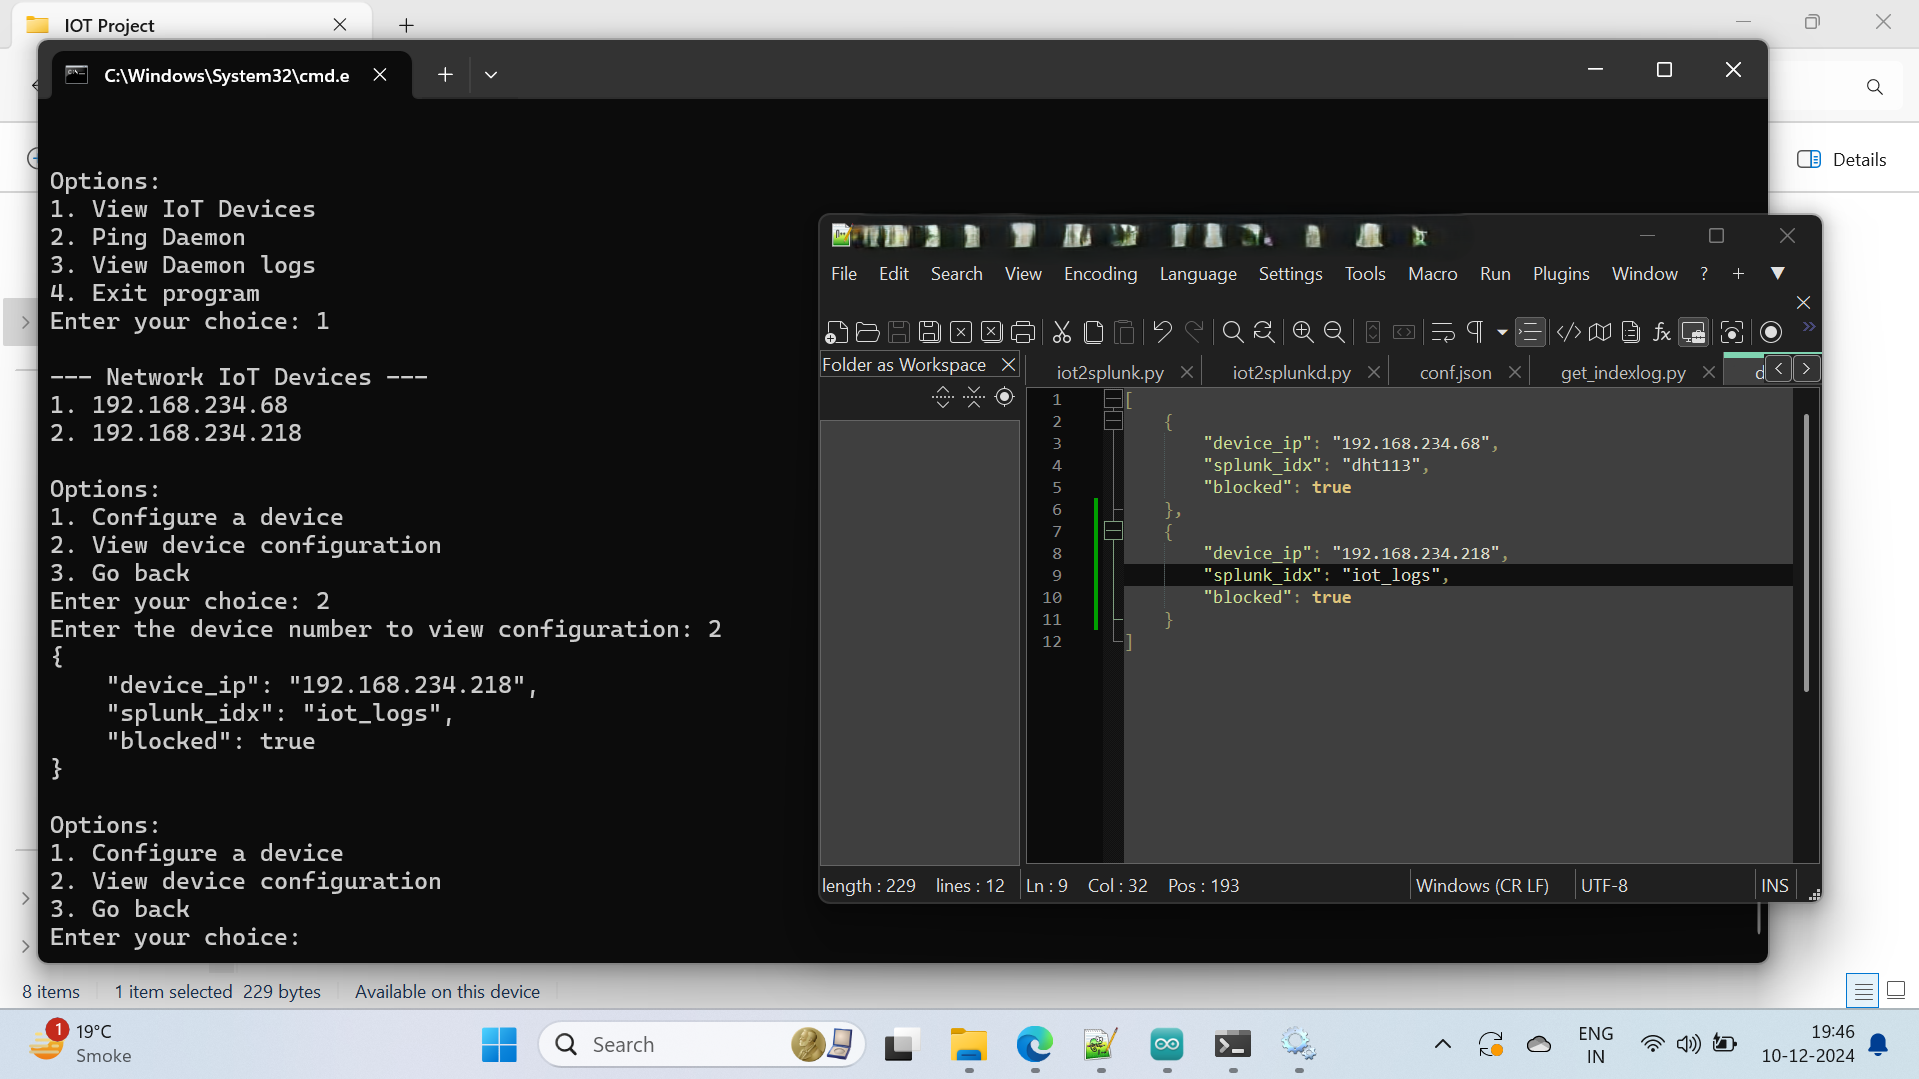 IOT Project
C:\Windows\System32\cmd.e
Details
Options:
1. View IoT Devices
2. Ping Daemon
3. View Daemon logs
4. Exit program
Enter your choice: 1
--- Network IoT Devices ---
1. 192.168.234.68
2. 192.168.234.218
Options:
1. Configure a device
2. View device configuration
3. Go back
Enter your choice: 2
Enter the device number to view configuration: 2
{
"device_ip": "192.168.234.218",
"splunk_idx": "iot_logs",
"blocked": true
}
Options:
1. Configure a device
2. View device configuration
3. Go back
Enter your choice:
File Edit Search View Encoding Language Settings Tools Macro Run Plugins Window ? +
Folder as Workspace
iot2splunk.py iot2splunkd.py conf.json get_indexlog.py d
1 [
2 {
3 "device_ip": "192.168.234.68",
4 "splunk_idx": "dht113",
5 "blocked": true
6 },
7 {
8 "device_ip": "192.168.234.218",
9 "splunk_idx": "iot_logs",
10 "blocked": true
11 }
12 ]
length : 229 lines : 12 Ln : 9 Col : 32 Pos : 193 Windows (CR LF) UTF-8 INS
8 items 1 item selected 229 bytes Available on this device
1
19°C
Smoke
Search
ENG
IN
19:46
10-12-2024